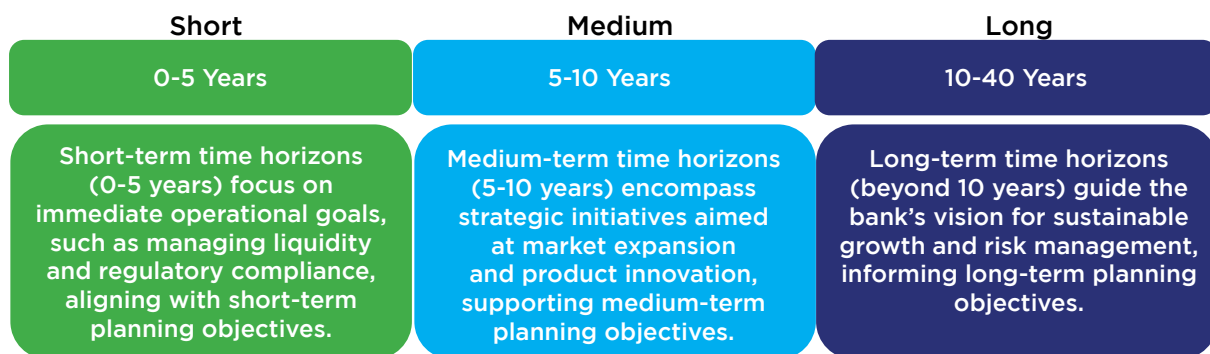 Short
0-5 Years
Short-term time horizons
(0-5 years) focus on
immediate operational goals,
such as managing liquidity
and regulatory compliance,
aligning with short-term
planning objectives.
Medium
5-10 Years
Medium-term time horizons
(5-10 years) encompass
strategic initiatives aimed
at market expansion
and product innovation,
supporting medium-term
planning objectives.
Long
10-40 Years
Long-term time horizons
(beyond 10 years) guide the
bank’s vision for sustainable
growth and risk management,
informing long-term planning
objectives.